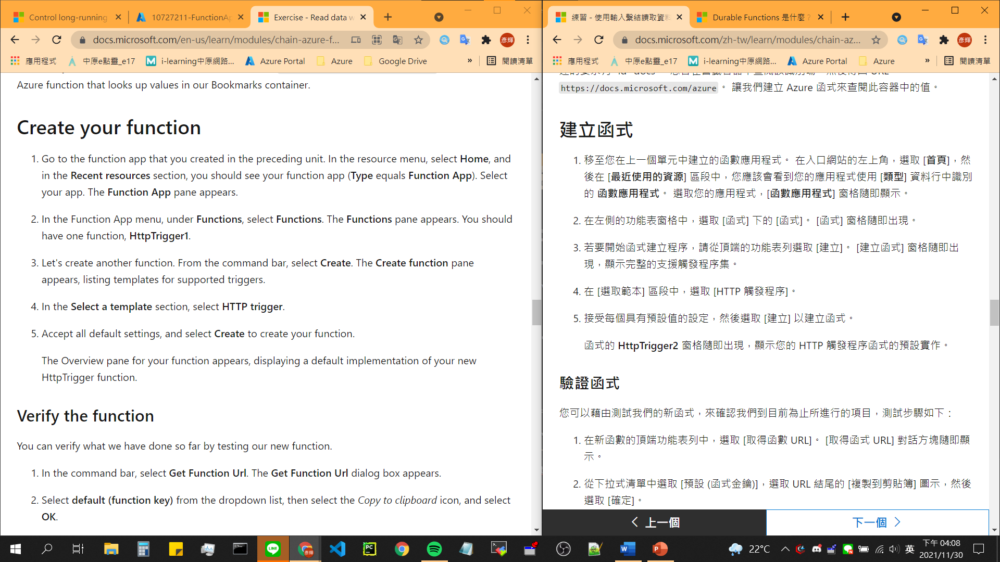 Control long-running
10727211-FunctionAp
Exercise - Read data w
docs.microsoft.com/en-us/learn/modules/chain-azure-f...
彥輝
應用程式
中原e點靈_e17
i-learning中原網路...
Azure Portal
Azure
Google Drive
»
閱讀清單
Azure function that looks up values in our Bookmarks container.
Create your function
1. Go to the function app that you created in the preceding unit. In the resource menu, select Home, and
in the Recent resources section, you should see your function app (Type equals Function App). Select
your app. The Function App pane appears.
2. In the Function App menu, under Functions, select Functions. The Functions pane appears. You should
have one function, HttpTrigger1.
3. Let's create another function. From the command bar, select Create. The Create function pane
appears, listing templates for supported triggers.
4. In the Select a template section, select HTTP trigger.
5. Accept all default settings, and select Create to create your function.
The Overview pane for your function appears, displaying a default implementation of your new
HttpTrigger function.
Verify the function
You can verify what we have done so far by testing our new function.
1. In the command bar, select Get Function Url. The Get Function Url dialog box appears.
2. Select default (function key) from the dropdown list, then select the Copy to clipboard icon, and select
OK.
練習 - 使用輸入繫結讀取資料
Durable Functions 是什麼？
docs.microsoft.com/zh-tw/learn/modules/chain-az...
彥輝
應用程式
中原e點靈_e17
i-learning中原網路...
Azure Portal
Azure
»
閱讀清單
https://docs.microsoft.com/azure 。 讓我們建立 Azure 函式來查閱此容器中的值。
建立函式
1. 移至您在上一個單元中建立的函數應用程式。 在入口網站的左上角，選取 [首頁]，然
後在 [最近使用的資源] 區段中，您應該會看到您的應用程式使用 [類型] 資料行中識別
的 函數應用程式。 選取您的應用程式，[函數應用程式] 窗格隨即顯示。
2. 在左側的功能表窗格中，選取 [函式] 下的 [函式]。 [函式] 窗格隨即出現。
3. 若要開始函式建立程序，請從頂端的功能表列選取 [建立]。 [建立函式] 窗格隨即出
現，顯示完整的支援觸發程序集。
4. 在 [選取範本] 區段中，選取 [HTTP 觸發程序]。
5. 接受每個具有預設值的設定，然後選取 [建立] 以建立函式。
函式的 HttpTrigger2 窗格隨即出現，顯示您的 HTTP 觸發程序函式的預設實作。
驗證函式
您可以藉由測試我們的新函式，來確認我們到目前為止所進行的項目，測試步驟如下：
1. 在新函數的頂端功能表列中，選取 [取得函數 URL]。 [取得函式 URL] 對話方塊隨即顯
示。
2. 從下拉式清單中選取 [預設 (函式金鑰)]，選取 URL 結尾的 [複製到剪貼簿] 圖示，然後
選取 [確定]。
上一個
下一個
22°C
英
下午 04:08
2021/11/30